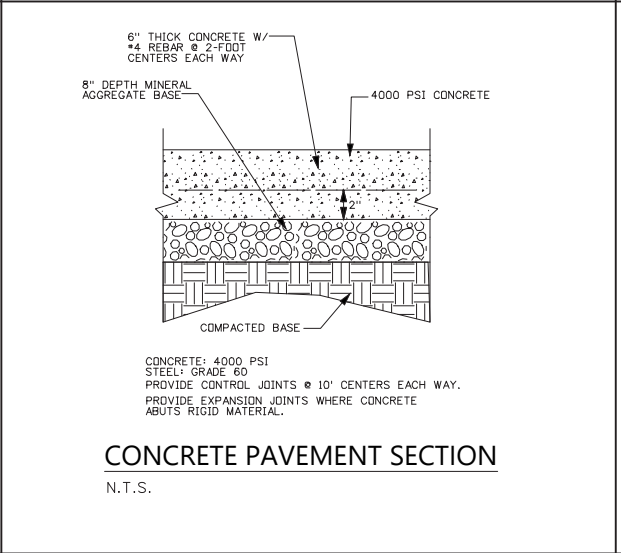 6" THICK CONCRETE W/
#4 REBAR @ 2-FOOT
CENTERS EACH WAY
8" DEPTH MINERAL
AGGREGATE BASE
4000 PSI CONCRETE
2"
COMPACTED BASE
CONCRETE: 4000 PSI
STEEL: GRADE 60
PROVIDE CONTROL JOINTS @ 10' CENTERS EACH WAY.
PROVIDE EXPANSION JOINTS WHERE CONCRETE
ABUTS RIGID MATERIAL.
CONCRETE PAVEMENT SECTION
N.T.S.